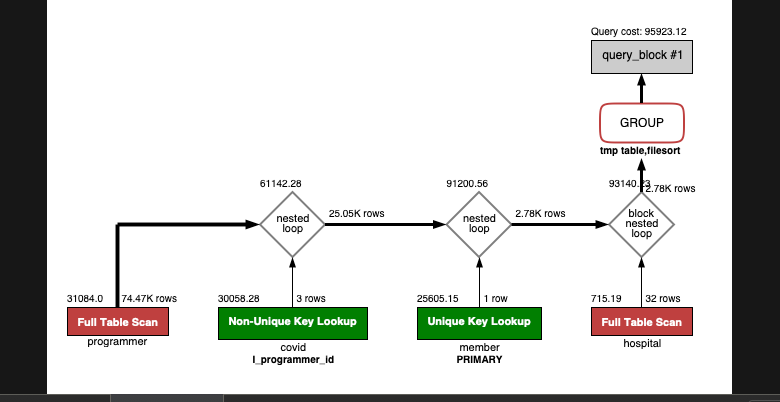 Query cost: 95923.12
query_block #1
GROUP
tmp table,filesort
61142.28
91200.56
93140.23
2.78K rows
nested
loop
25.05K rows
nested
loop
2.78K rows
block
nested
loop
31084.0
74.47K rows
30058.28
3 rows
25605.15
1 row
715.19
32 rows
Full Table Scan
Non-Unique Key Lookup
Unique Key Lookup
Full Table Scan
programmer
covid
I_programmer_id
member
PRIMARY
hospital